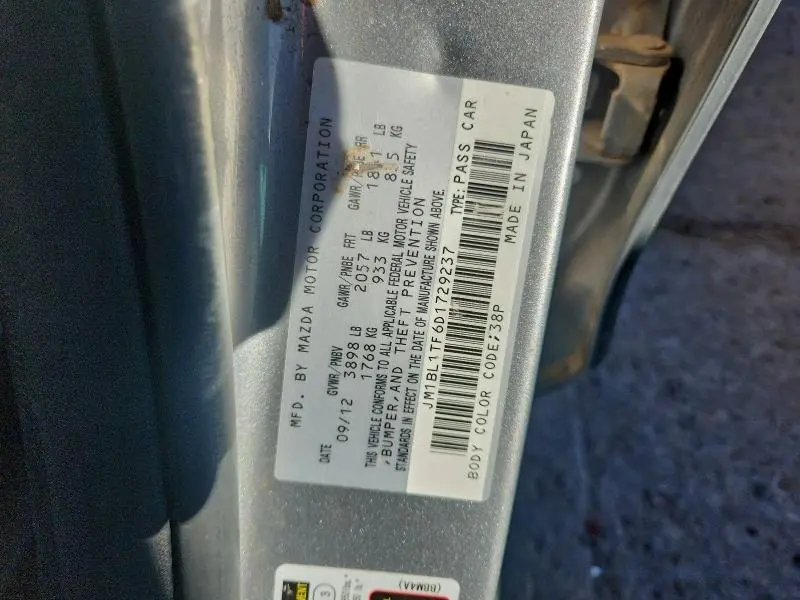 MFD. BY MAZDA MOTOR CORPORATION
DATE GVWR/PNBV GAWR/PNBE FRT GAWR/PNBE RR
09/12 3898 LB 2057 LB LB
1768 KG 933 KG KG
THIS VEHICLE CONFORMS TO ALL APPLICABLE FEDERAL MOTOR VEHICLE SAFETY
,BUMPER,AND THEFT PREVENTION
STANDARDS IN EFFECT ON THE DATE OF MANUFACTURE SHOWN ABOVE.
JM1BL1TF6D1729237 TYPE:PASS CAR
BODY COLOR CODE;38P MADE IN JAPAN
(BBM4A)